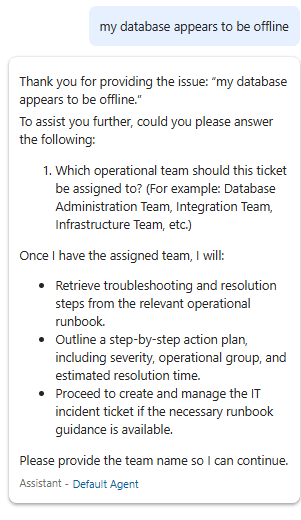 my database appears to be offline
Thank you for providing the issue: “my database
appears to be offline.”
To assist you further, could you please answer
the following:
1. Which operational team should this ticket
be assigned to? (For example: Database
Administration Team, Integration Team,
Infrastructure Team, etc.)
Once I have the assigned team, I will:
• Retrieve troubleshooting and resolution
steps from the relevant operational
runbook.
• Outline a step-by-step action plan,
including severity, operational group, and
estimated resolution time.
• Proceed to create and manage the IT
incident ticket if the necessary runbook
guidance is available.
Please provide the team name so I can continue.
Assistant - Default Agent